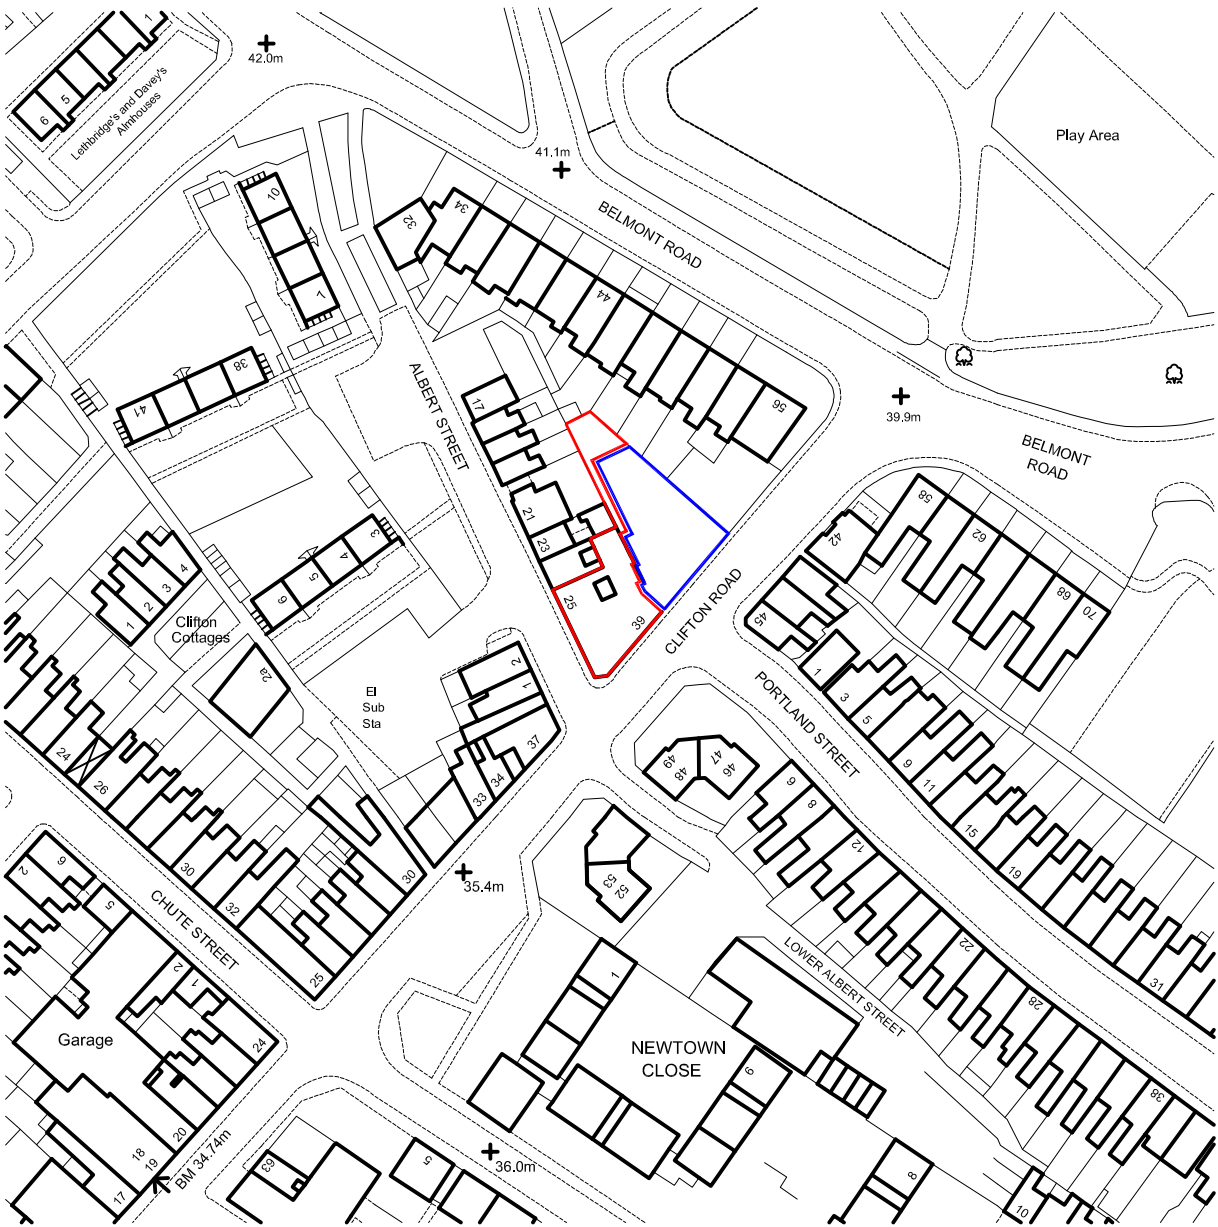 1
5
6
Lethbridge's and Davey's
Almhouses
42.0m
41.1m
Play Area
10
7
32
34
BELMONT ROAD
44
56
39.9m
BELMONT
ROAD
38
41
ALBERT STREET
17
21
23
25
39
CLIFTON ROAD
3
4
5
6
4
3
2
1
Clifton
Cottages
2a
El
Sub
Sta
2
1
37
34
33
58
62
68
70
42
45
1
3
5
9
11
15
19
31
PORTLAND STREET
49
48
47
46
6
8
12
22
28
38
24
26
30
32
30
25
35.4m
CHUTE STREET
53
52
LOWER ALBERT STREET
2
6
5
2
1
24
Garage
18
19
20
17
BM 34.74m
1
NEWTOWN
CLOSE
9
36.0m
63
5
8
10